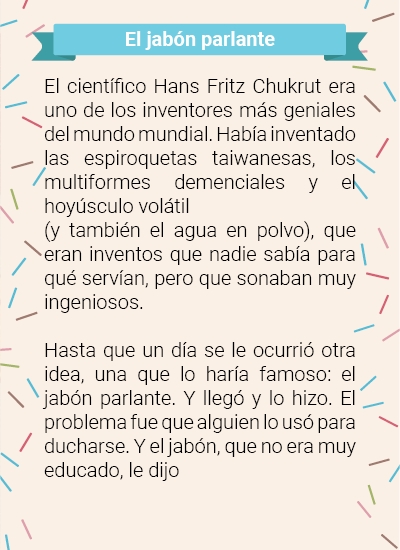 El jabón parlante
El científico Hans Fritz Chukrut era
uno de los inventores más geniales
del mundo mundial. Había inventado
las espiroquetas taiwanesas, los
multiformes demenciales y el
hoyúsculo volátil
(y también el agua en polvo), que
eran inventos que nadie sabía para
qué servían, pero que sonaban muy
ingeniosos.
Hasta que un día se le ocurrió otra
idea, una que lo haría famoso: el
jabón parlante. Y llegó y lo hizo. El
problema fue que alguien lo usó para
ducharse. Y el jabón, que no era muy
educado, le dijo